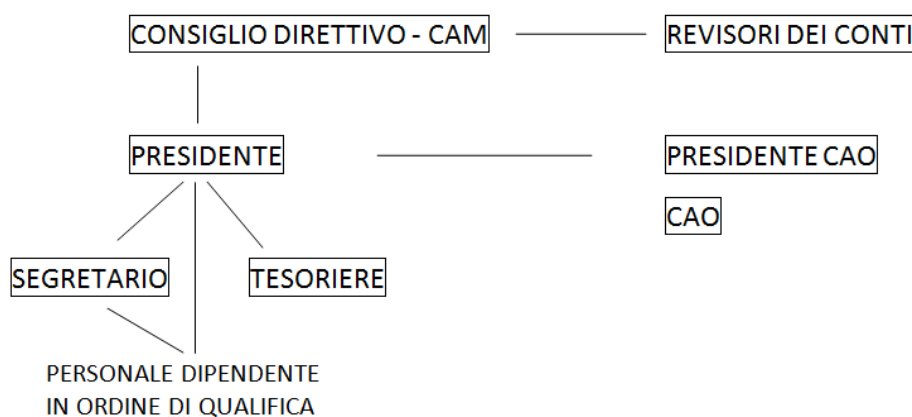 CONSIGLIO DIRETTIVO - CAM
REVISORI DEI CONTI
PRESIDENTE
PRESIDENTE CAO
CAO
SEGRETARIO
TESORIERE
PERSONALE DIPENDENTE
IN ORDINE DI QUALIFICA